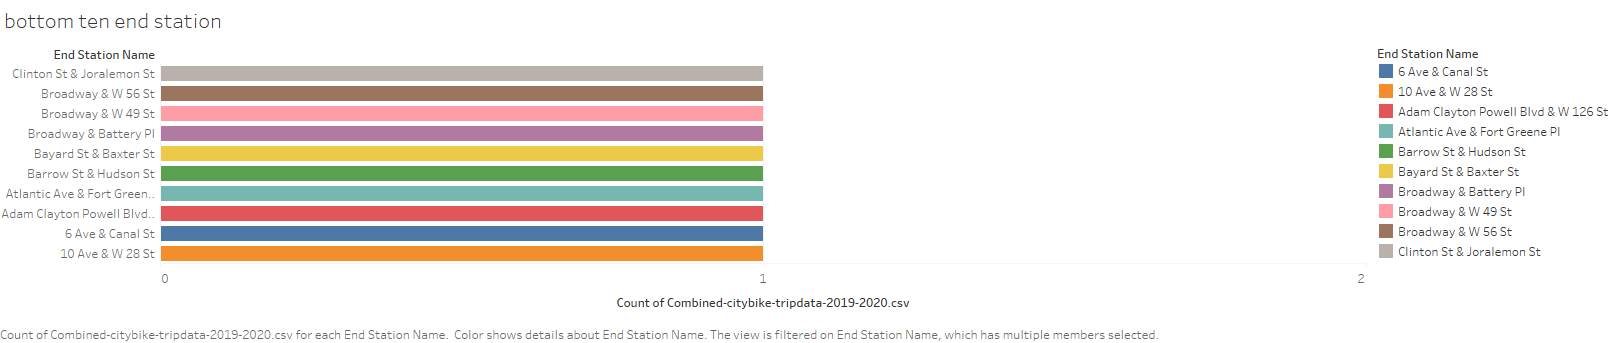 bottom ten end station
End Station Name
Clinton St & Joralemon St
Broadway & W 56 St
Broadway & W 49 St
Broadway & Battery Pl
Bayard St & Baxter St
Barrow St & Hudson St
Atlantic Ave & Fort Green..
Adam Clayton Powell Blvd..
6 Ave & Canal St
10 Ave & W 28 St
0 1 2
Count of Combined-citybike-tripdata-2019-2020.csv
End Station Name
6 Ave & Canal St
10 Ave & W 28 St
Adam Clayton Powell Blvd & W 126 St
Atlantic Ave & Fort Greene Pl
Barrow St & Hudson St
Bayard St & Baxter St
Broadway & Battery Pl
Broadway & W 49 St
Broadway & W 56 St
Clinton St & Joralemon St
Count of Combined-citybike-tripdata-2019-2020.csv for each End Station Name.  Color shows details about End Station Name. The view is filtered on End Station Name, which has multiple members selected.